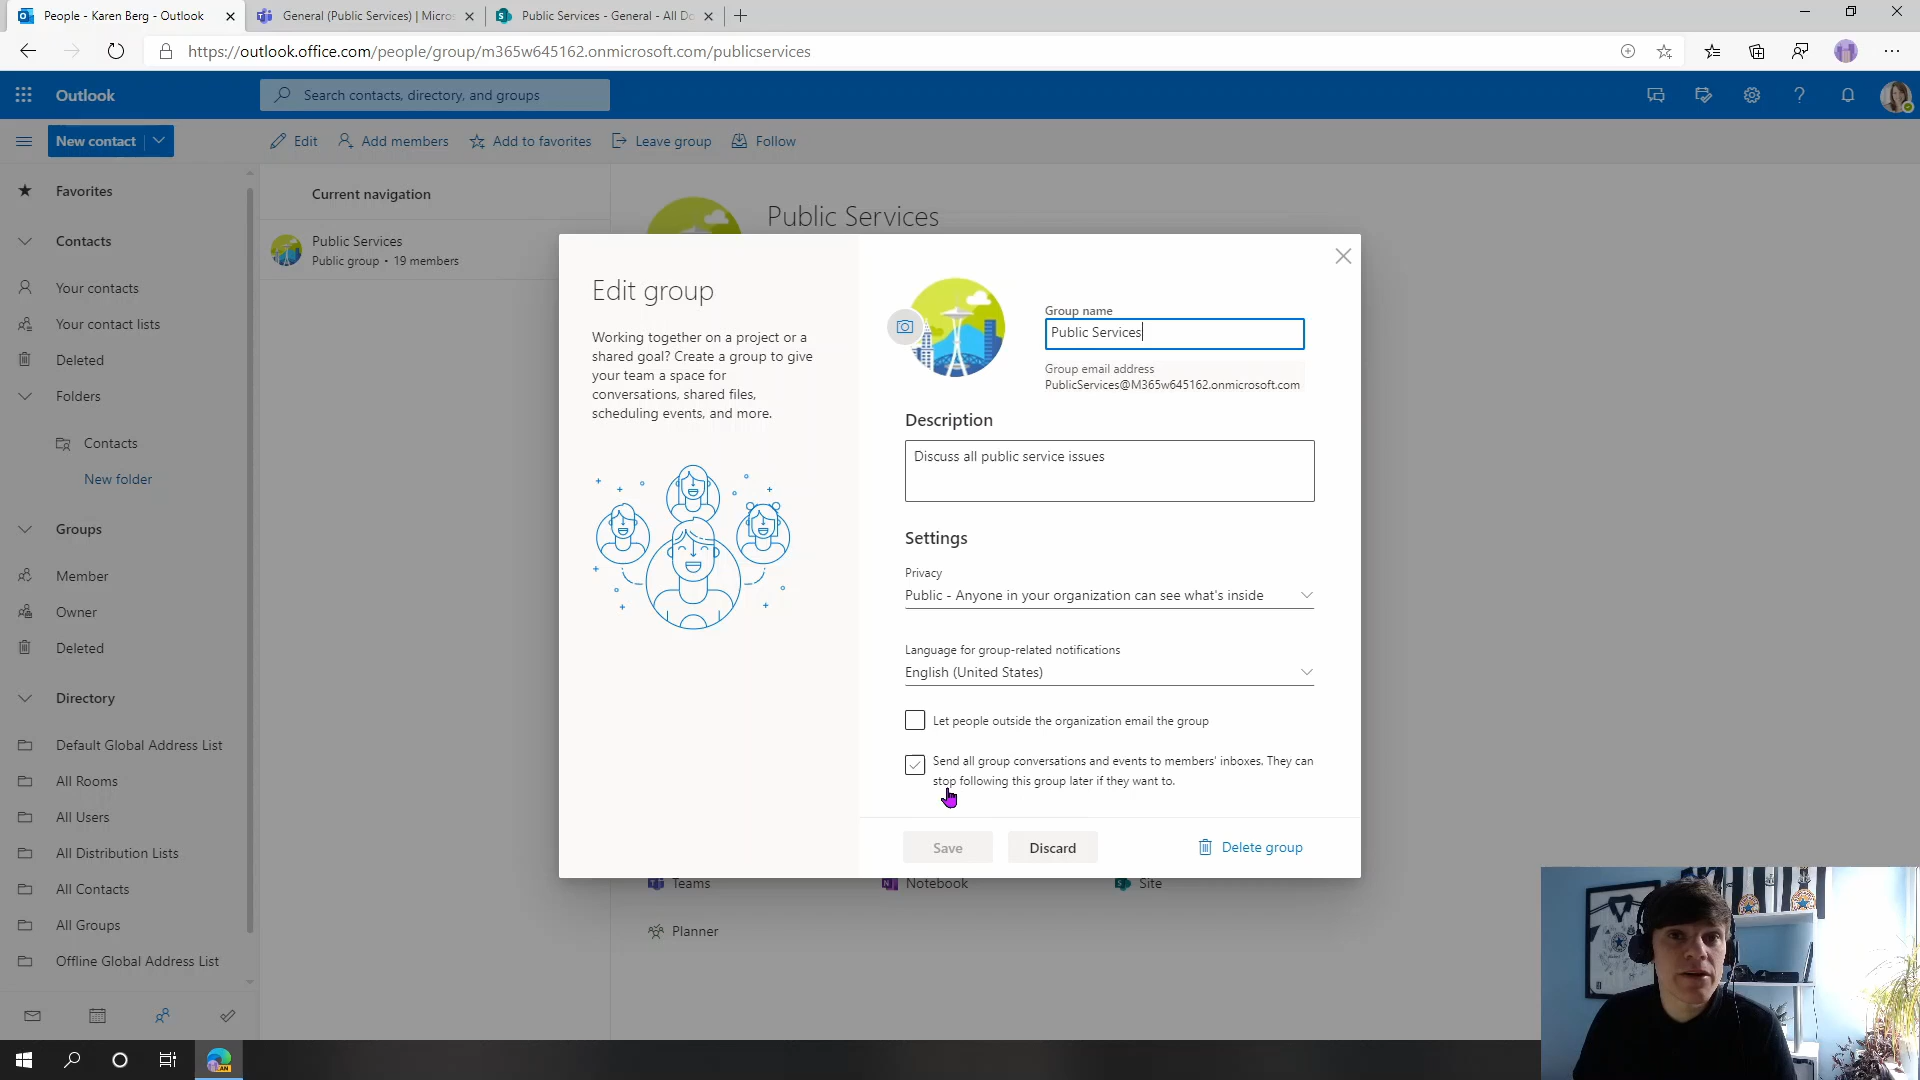 People - Karen Berg - Outlook
General (Public Services) | Micros
Public Services - General - All Do
https://outlook.office.com/people/group/m365w645162.onmicrosoft.com/publicservices
Outlook
Search contacts, directory, and groups
New contact
Edit
Add members
Add to favorites
Leave group
Follow
Favorites
Contacts
Your contacts
Your contact lists
Deleted
Folders
Contacts
New folder
Groups
Member
Owner
Deleted
Directory
Default Global Address List
All Rooms
All Users
All Distribution Lists
All Contacts
All Groups
Offline Global Address List
Current navigation
Public Services
Public group • 19 members
Public Services
Edit group
Working together on a project or a
shared goal? Create a group to give
your team a space for
conversations, shared files,
scheduling events, and more.
Group name
Public Services
Group email address
PublicServices@M365w645162.onmicrosoft.com
Description
Discuss all public service issues
Settings
Privacy
Public - Anyone in your organization can see what's inside
Language for group-related notifications
English (United States)
Let people outside the organization email the group
Send all group conversations and events to members' inboxes. They can
stop following this group later if they want to.
Save
Discard
Delete group
Teams
Notebook
Site
Planner